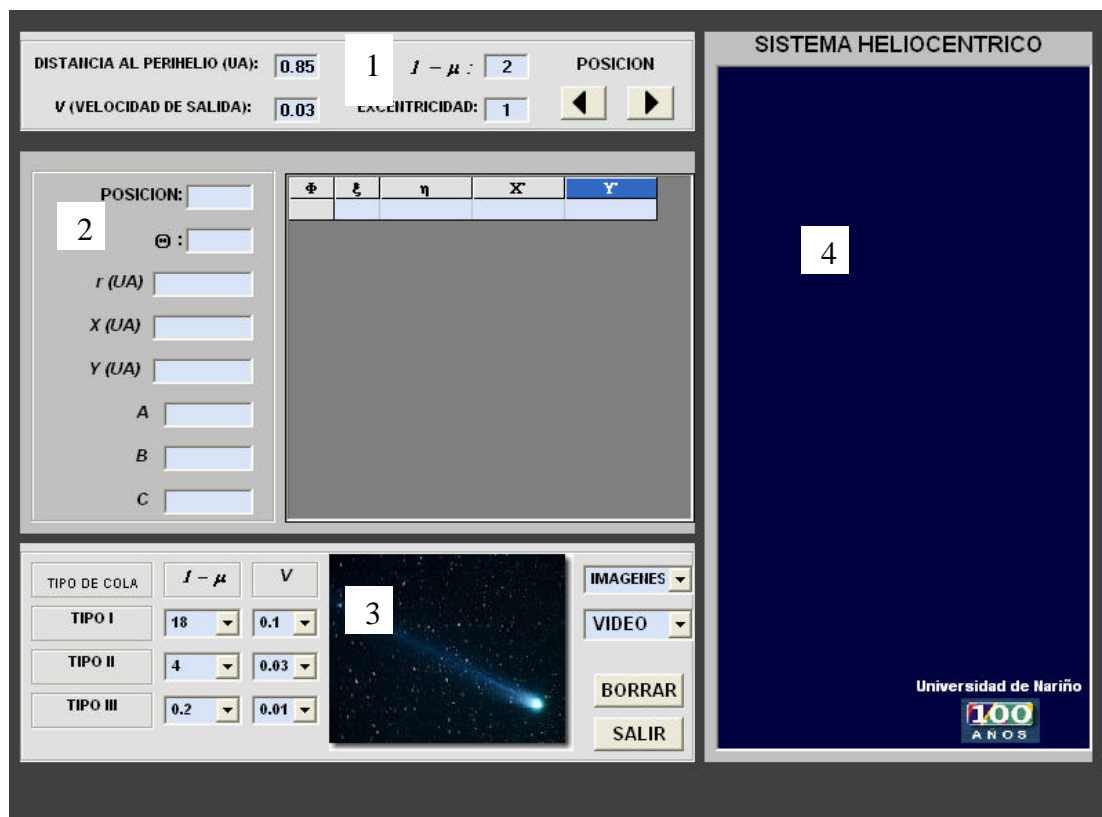 SISTEMA HELIOCENTRICO
DISTANCIA AL PERIHELIO (UA): 0.85 1 1 – μ : 2 POSICION
V (VELOCIDAD DE SALIDA): 0.03 EXCENTRICIDAD: 1
POSICION:
2
Θ :
r (UA)
X (UA)
Y (UA)
A
B
C
Φ ξ η X' Y'
4
TIPO DE COLA 1 – μ V
TIPO I 18 0.1
TIPO II 4 0.03
TIPO III 0.2 0.01
3
IMAGENES
VIDEO
BORRAR
SALIR
Universidad de Nariño
100
AÑOS